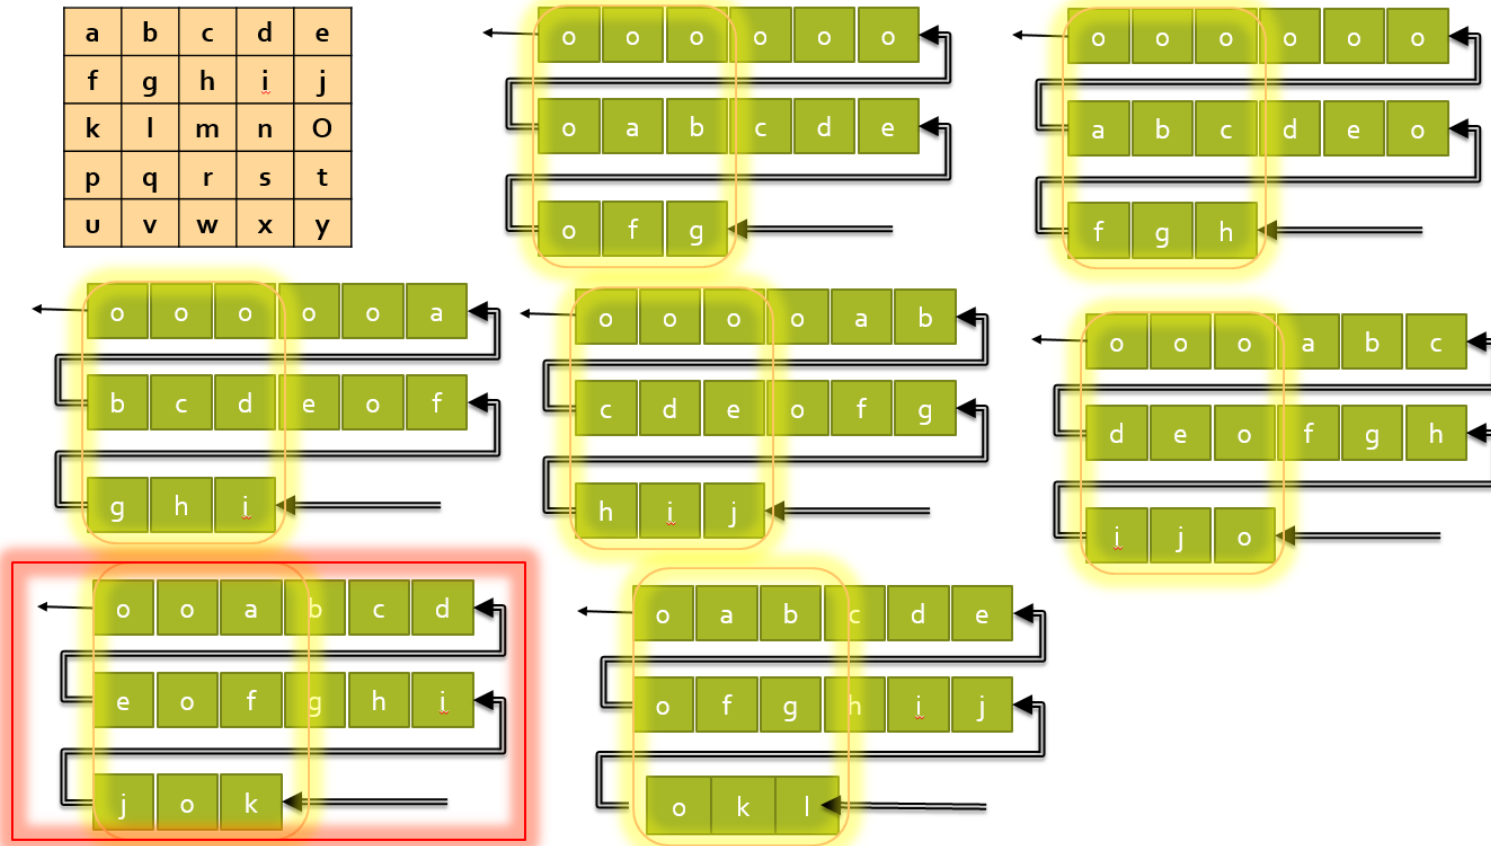 a b c d e
f g h i j
k l m n O
p q r s t
u v w x y
o o o o o o
o a b c d e
o f g
o o o o o o
a b c d e o
f g h
o o o o o a
b c d e o f
g h i
o o o o a b
c d e o f g
h i j
o o o a b c
d e o f g h
i j o
o o a b c d
e o f g h i
j o k
o a b c d e
o f g h i j
o k l